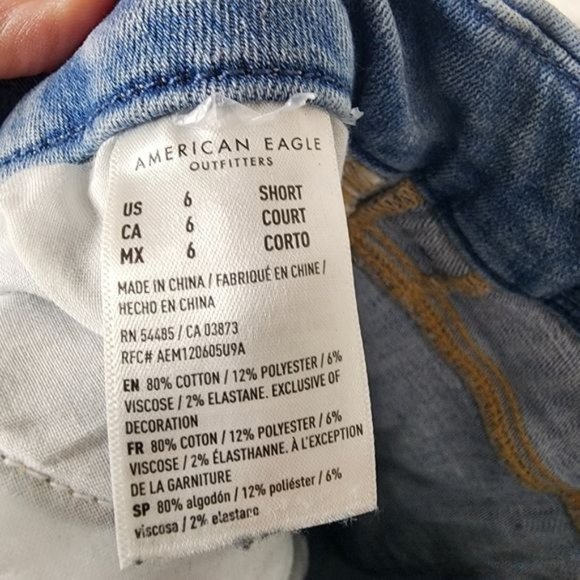 AMERICAN EAGLE
OUTFITTERS
US 6 SHORT
CA 6 COURT
MX 6 CORTO
MADE IN CHINA / FABRIQUÉ EN CHINE /
HECHO EN CHINA
RN 54485 / CA 03873
RFC# AEM120605U9A
EN 80% COTTON / 12% POLYESTER / 6%
VISCOSE / 2% ELASTANE. EXCLUSIVE OF
DECORATION
FR 80% COTON / 12% POLYESTER / 6%
VISCOSE / 2% ÉLASTHANNE. À L'EXCEPTION
DE LA GARNITURE
SP 80% algodón / 12% poliéster / 6%
viscosa / 2% elastano